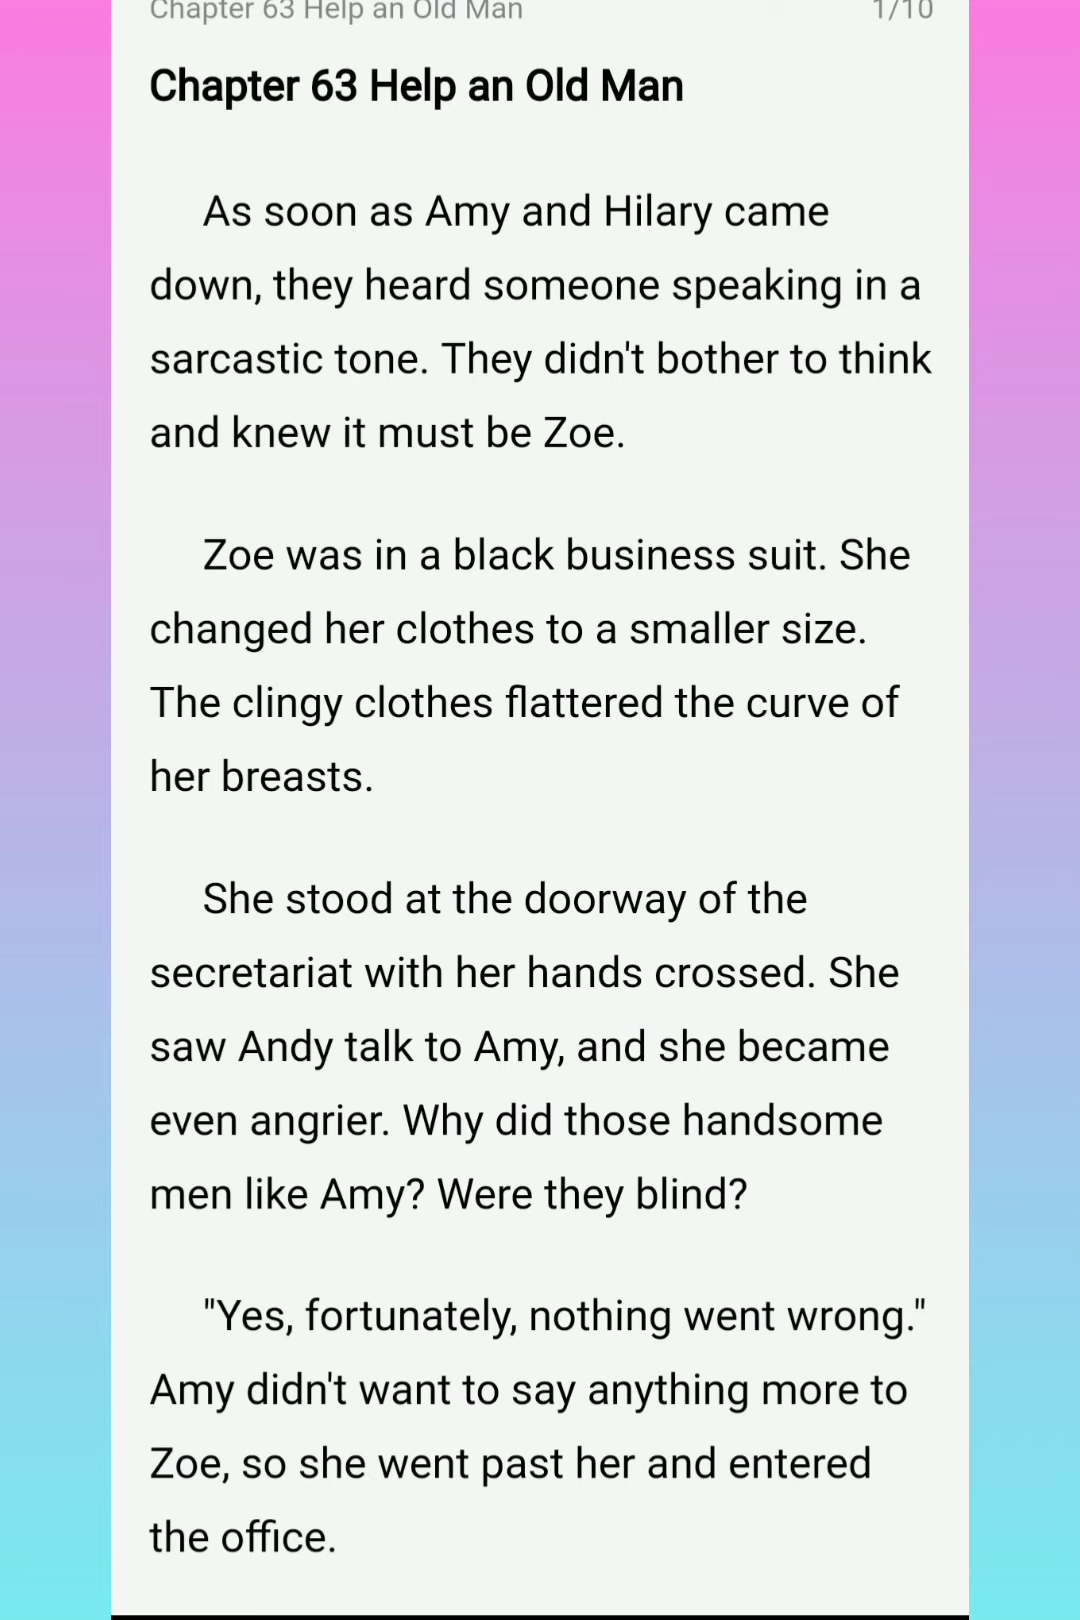 Chapter 63 Help an Old Man 1/10
Chapter 63 Help an Old Man
As soon as Amy and Hilary came
down, they heard someone speaking in a
sarcastic tone. They didn't bother to think
and knew it must be Zoe.
Zoe was in a black business suit. She
changed her clothes to a smaller size.
The clingy clothes flattered the curve of
her breasts.
She stood at the doorway of the
secretariat with her hands crossed. She
saw Andy talk to Amy, and she became
even angrier. Why did those handsome
men like Amy? Were they blind?
"Yes, fortunately, nothing went wrong."
Amy didn't want to say anything more to
Zoe, so she went past her and entered
the office.